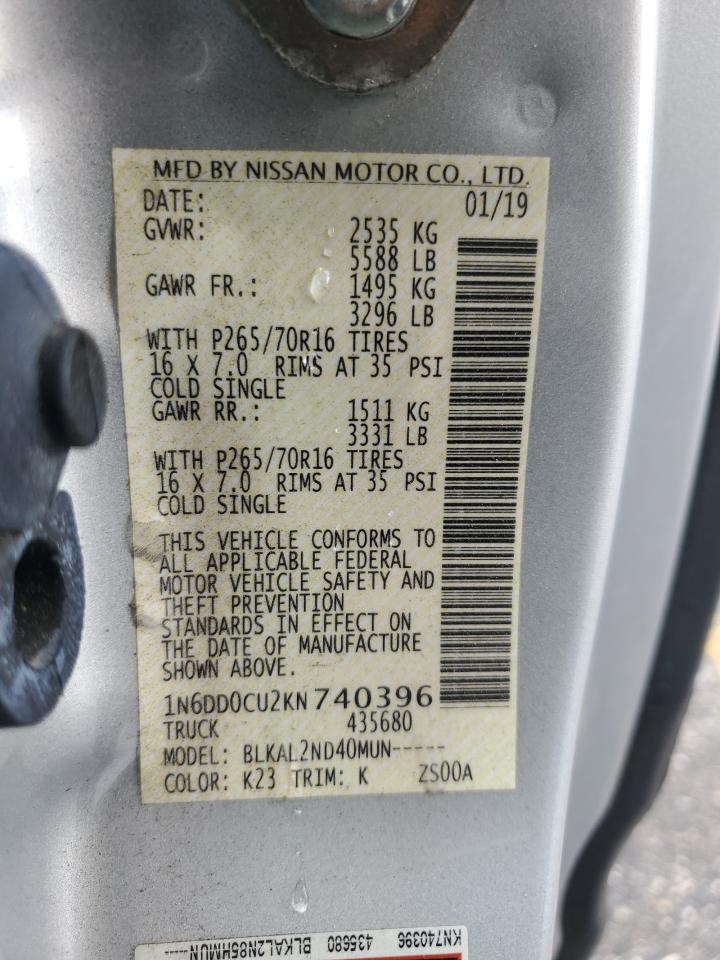 MFD BY NISSAN MOTOR CO., LTD.
DATE: 01/19
GVWR: 2535 KG
5588 LB
GAWR FR.: 1495 KG
3296 LB
WITH P265/70R16 TIRES
16 X 7.0 RIMS AT 35 PSI
COLD SINGLE
GAWR RR.: 1511 KG
3331 LB
WITH P265/70R16 TIRES
16 X 7.0 RIMS AT 35 PSI
COLD SINGLE
THIS VEHICLE CONFORMS TO
ALL APPLICABLE FEDERAL
MOTOR VEHICLE SAFETY AND
THEFT PREVENTION
STANDARDS IN EFFECT ON
THE DATE OF MANUFACTURE
SHOWN ABOVE.
1N6DD0CU2KN740396
TRUCK 435680
MODEL: BLKAL2ND40MUN-----
COLOR: K23 TRIM: K ZS00A
KN740396 435680 BLKAL2N85HMUN-----